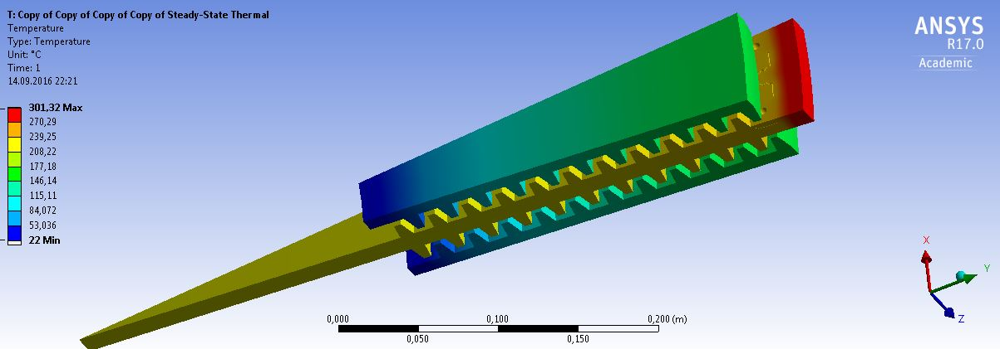 T: Copy of Copy of Copy of Copy of Steady-State Thermal
Temperature
Type: Temperature
Unit: °C
Time: 1
14.09.2016 22:21
301,32 Max
270,29
239,25
208,22
177,18
146,14
115,11
84,072
53,036
22 Min
ANSYS
R17.0
Academic
X
Y
Z
0,000
0,100
0,200 (m)
0,050
0,150